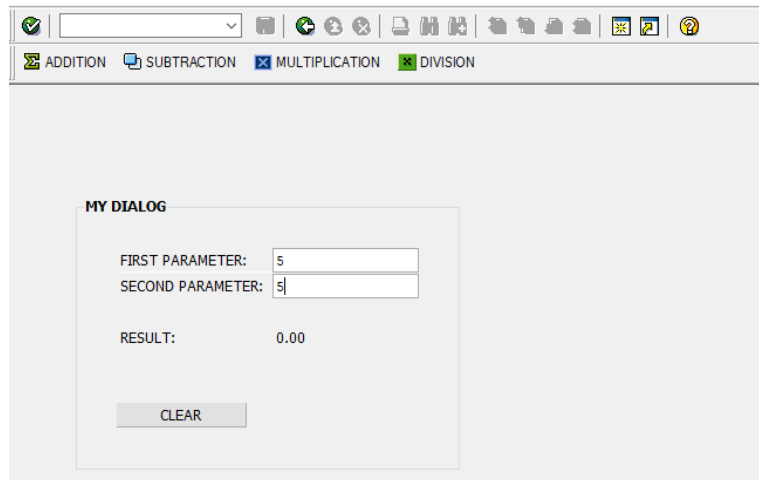 ADDITION SUBTRACTION MULTIPLICATION DIVISION
MY DIALOG
FIRST PARAMETER: 5
SECOND PARAMETER: 5
RESULT: 0.00
CLEAR